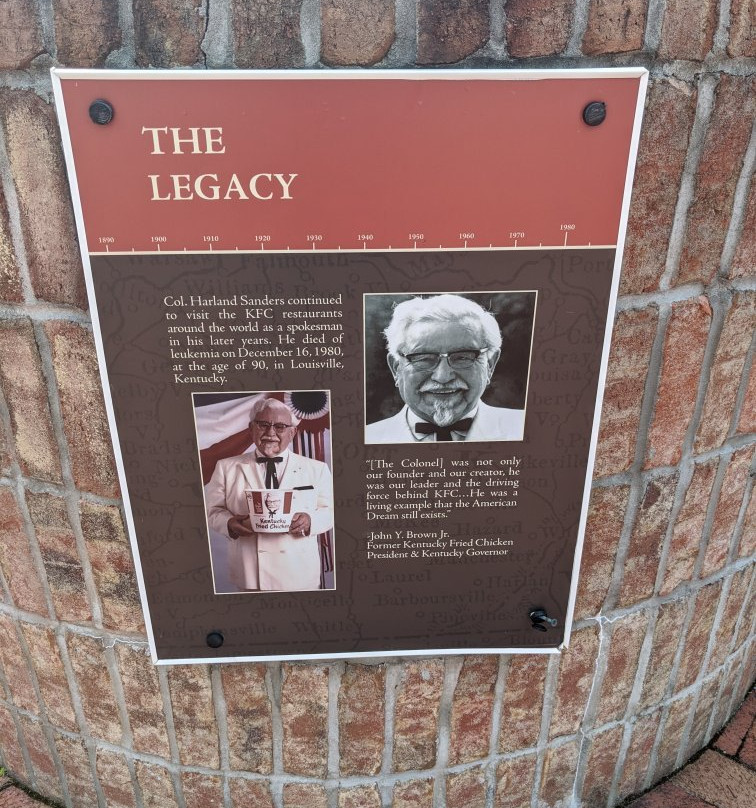 THE
LEGACY
1890 1900 1910 1920 1930 1940 1950 1960 1970 1980
Col. Harland Sanders continued
to visit the KFC restaurants
around the world as a spokesman
in his later years. He died of
leukemia on December 16, 1980,
at the age of 90, in Louisville,
Kentucky.
Kentucky
Fried Chicken
"[The Colonel] was not only
our founder and our creator, he
was our leader and the driving
force behind KFC...He was a
living example that the American
Dream still exists."
-John Y. Brown Jr.
Former Kentucky Fried Chicken
President & Kentucky Governor
Laurel
Harlan
Monticello
Barboursville